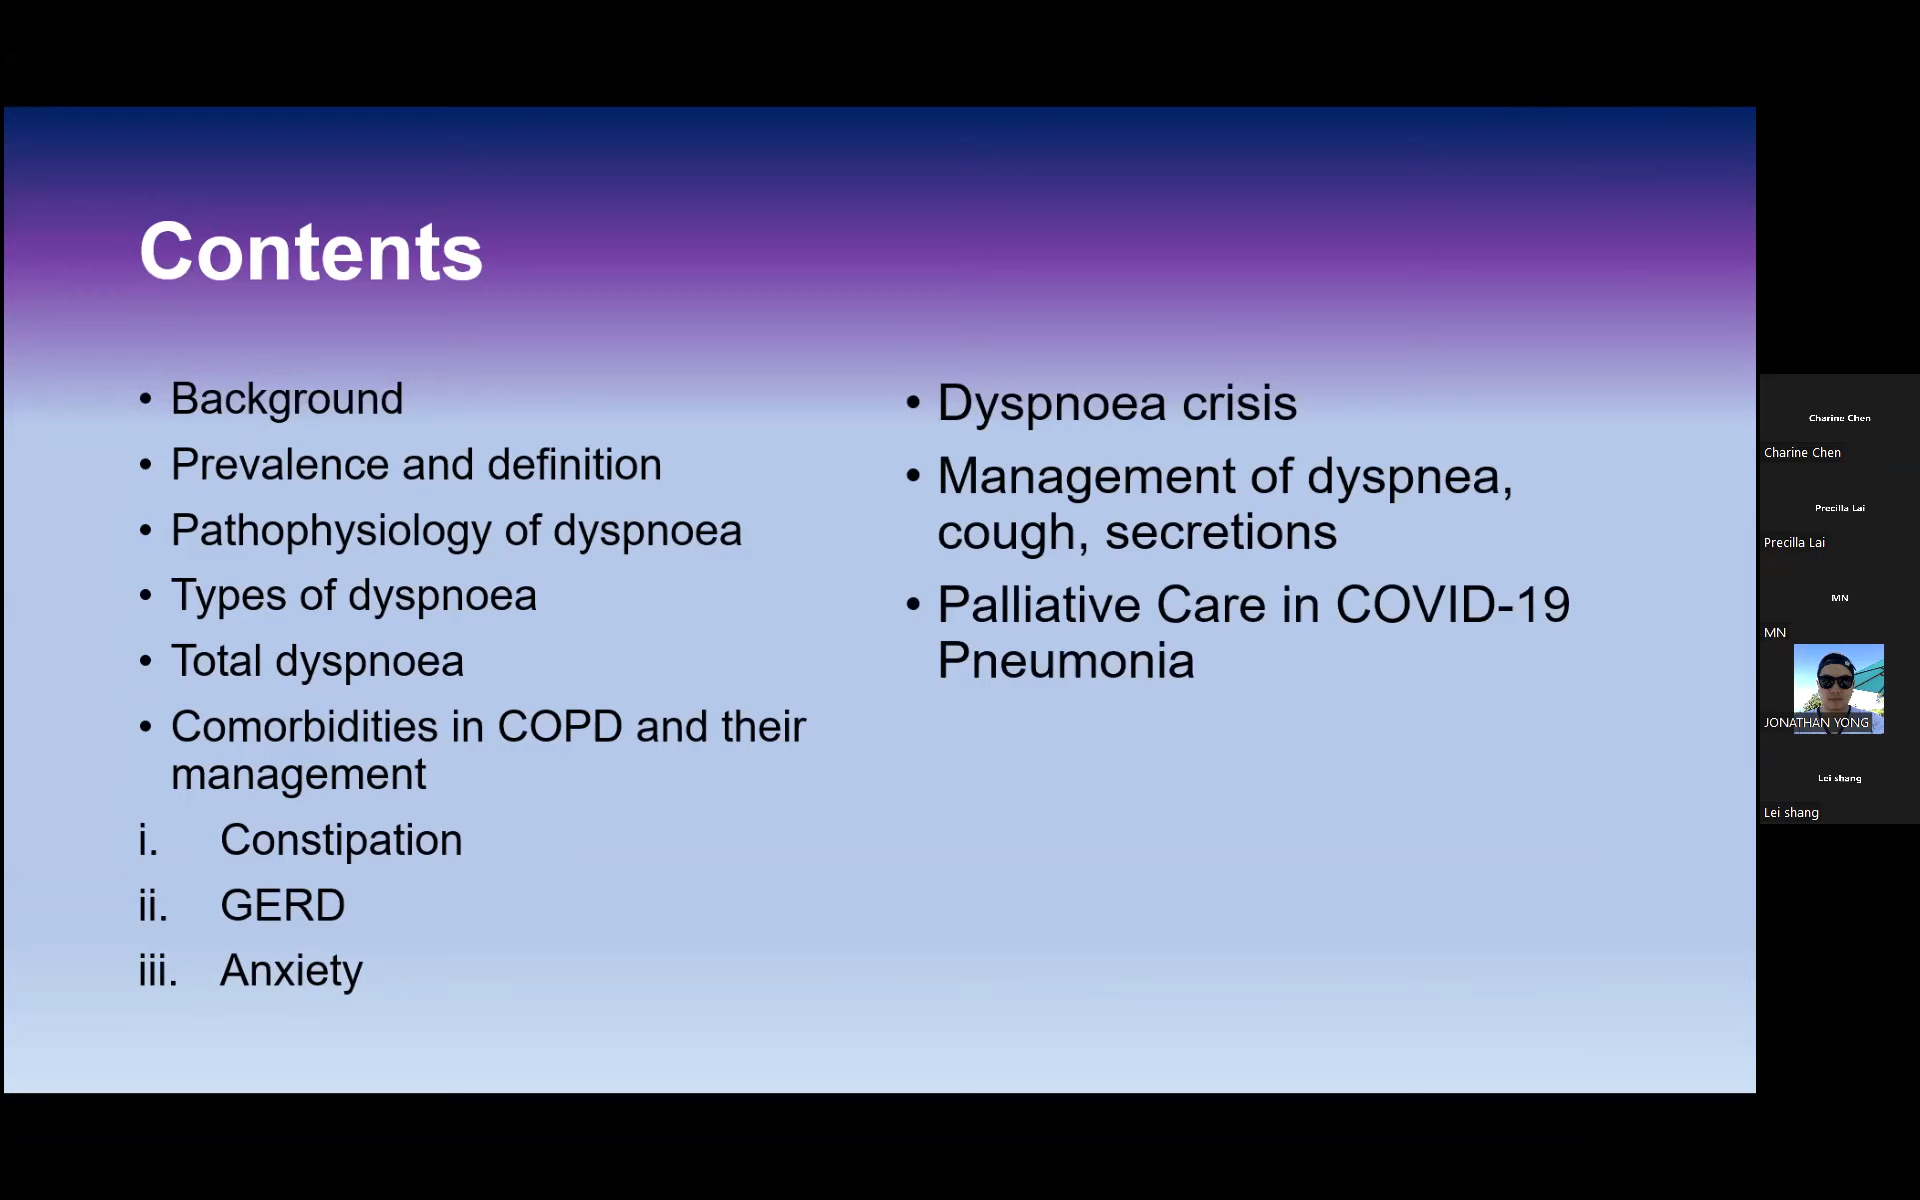 Contents
• Background
• Prevalence and definition
• Pathophysiology of dyspnoea
• Types of dyspnoea
• Total dyspnoea
• Comorbidities in COPD and their
management
i. Constipation
ii. GERD
iii. Anxiety
• Dyspnoea crisis
• Management of dyspnea,
cough, secretions
• Palliative Care in COVID-19
Pneumonia
Charine Chen
Charine Chen
Precilla Lai
Precilla Lai
MN
MN
JONATHAN YONG
Lei shang
Lei shang